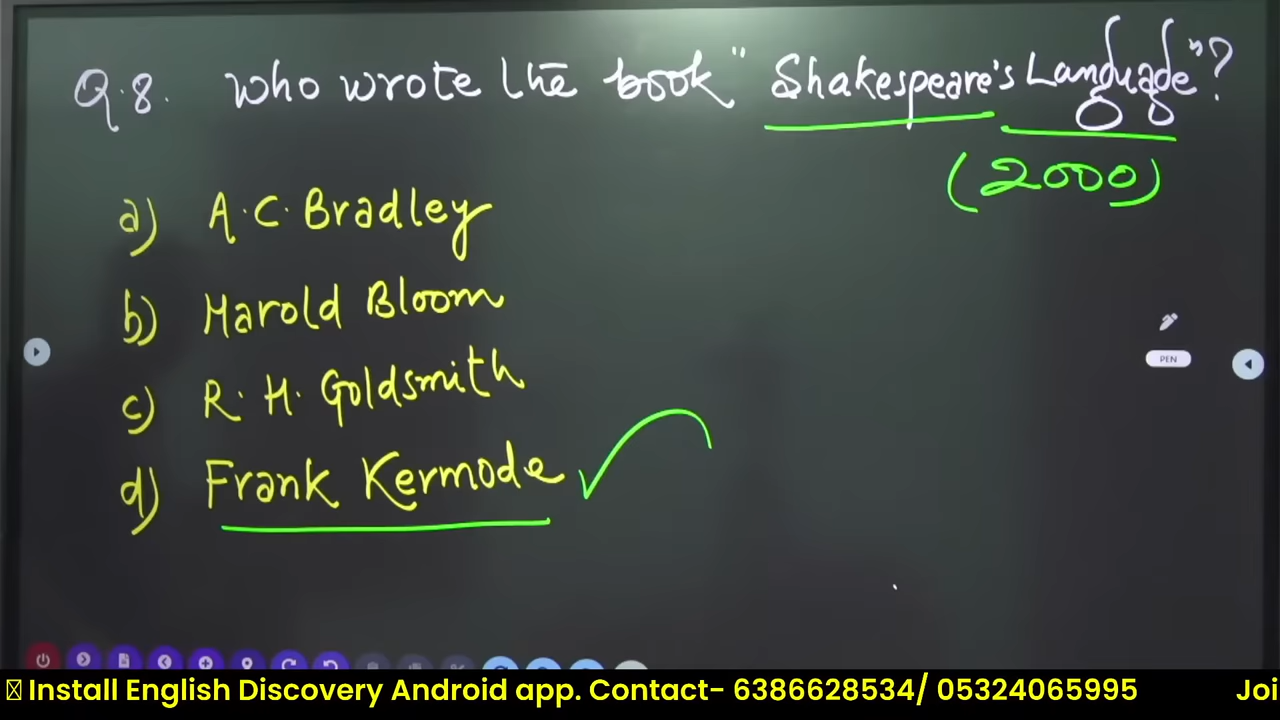 Q.8. Who wrote the book "Shakespeare's Language"?
(2000)
a) A.C. Bradley
b) Harold Bloom
c) R.H. Goldsmith
d) Frank Kermode
PEN
Install English Discovery Android app. Contact- 6386628534/ 05324065995 Joi